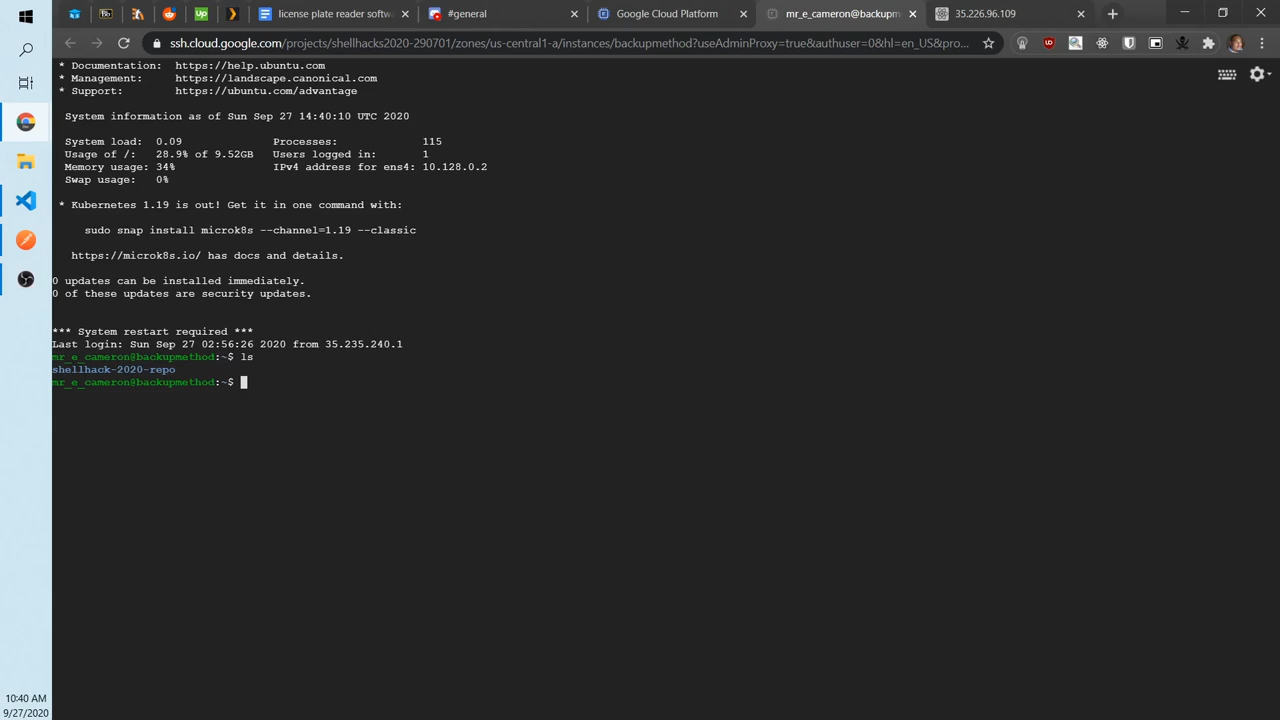 license plate reader softw
#general
Google Cloud Platform
mr_e_cameron@backupm
35.226.96.109
ssh.cloud.google.com/projects/shellhacks2020-290701/zones/us-central1-a/instances/backupmethod?useAdminProxy=true&authuser=0&hl=en_US&pro...
* Documentation:  https://help.ubuntu.com
* Management:     https://landscape.canonical.com
* Support:        https://ubuntu.com/advantage
System information as of Sun Sep 27 14:40:10 UTC 2020
System load:  0.09               Processes:             115
Usage of /:   28.9% of 9.52GB    Users logged in:       1
Memory usage: 34%                IPv4 address for ens4: 10.128.0.2
Swap usage:   0%
* Kubernetes 1.19 is out! Get it in one command with:
sudo snap install microk8s --channel=1.19 --classic
https://microk8s.io/ has docs and details.
0 updates can be installed immediately.
0 of these updates are security updates.
*** System restart required ***
Last login: Sun Sep 27 02:56:26 2020 from 35.235.240.1
mr_e_cameron@backupmethod:~$ ls
shellhack-2020-repo
mr_e_cameron@backupmethod:~$
10:40 AM
9/27/2020